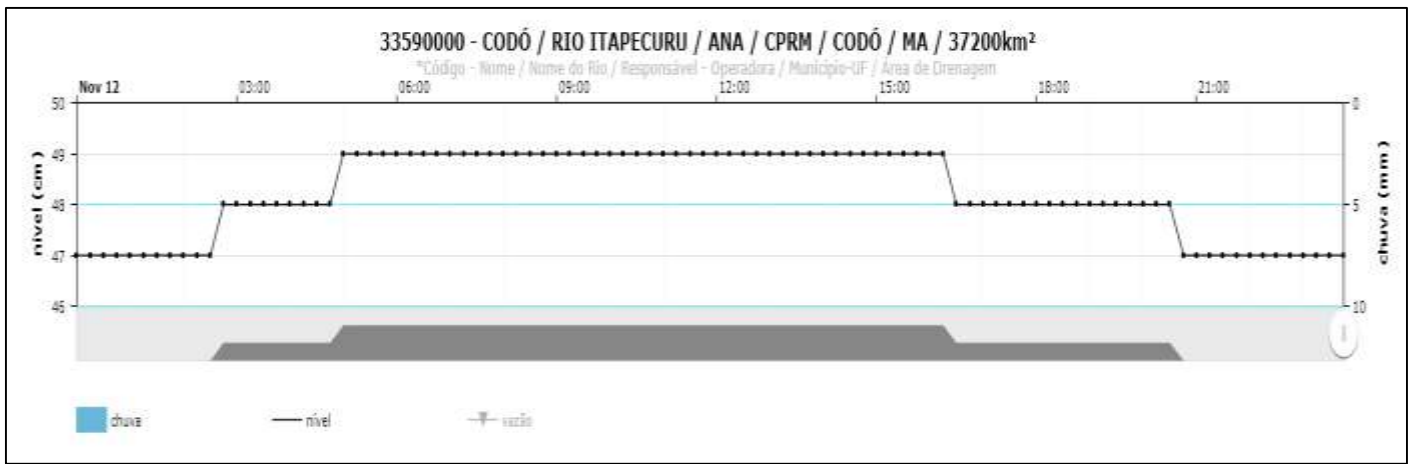 33590000 - CODÓ / RIO ITAPECURU / ANA / CPRM / CODÓ / MA / 37200km²
*Código - Nome / Nome do Rio / Responsável - Operadora / Município-UF / Área de Drenagem
Nov 12 03:00 06:00 09:00 12:00 15:00 18:00 21:00
50 0
49
48 5
47
46 10
nível (cm)
chuva (mm)
chuva nível vazão